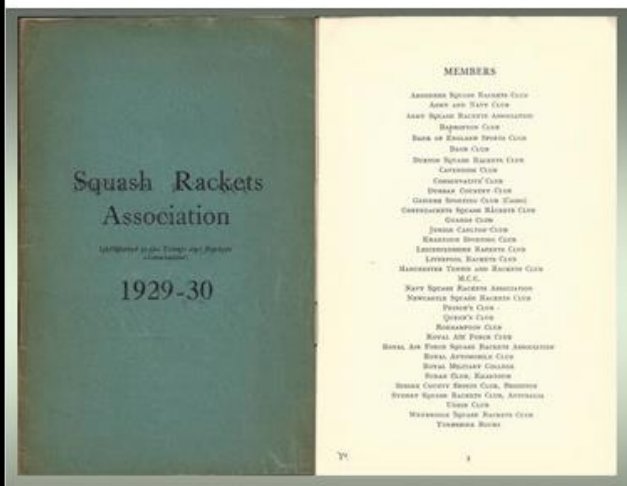 Squash Rackets
Association
1929-30
MEMBERS
Aberdeen Squash Rackets Club
Army and Navy Club
Army Squash Rackets Association
Badminton Club
Bank of England Sports Club
Bath Club
Squash Rackets Club
Cavendish Club
Conservative Club
Durban Country Club
Gezireh Sporting Club (Cairo)
Greenjackets Squash Rackets Club
Guards Club
Junior Carlton Club
Khartoum Sporting Club
Leicestershire Rackets Club
Liverpool Rackets Club
Manchester Tennis and Rackets Club
M.C.C.
Navy Squash Rackets Association
Newcastle Squash Rackets Club
Prince's Club
Queen's Club
Roehampton Club
Royal Air Force Club
Royal Air Force Squash Rackets Association
Royal Automobile Club
Royal Military College
Sudan Club, Khartoum
Sussex County Sports Club, Brighton
Sydney Squash Rackets Club, Australia
Union Club
Squash Rackets Club
Yorkshire